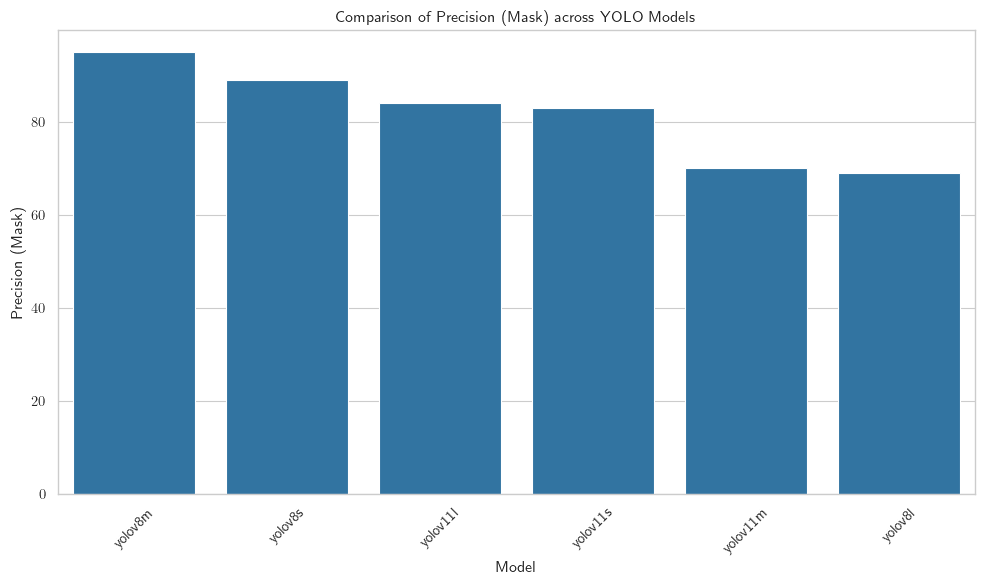 Comparison of Precision (Mask) across YOLO Models
Precision (Mask)
80
60
40
20
0
yolov8m
yolov8s
yolov11l
yolov11s
yolov11m
yolov8l
Model